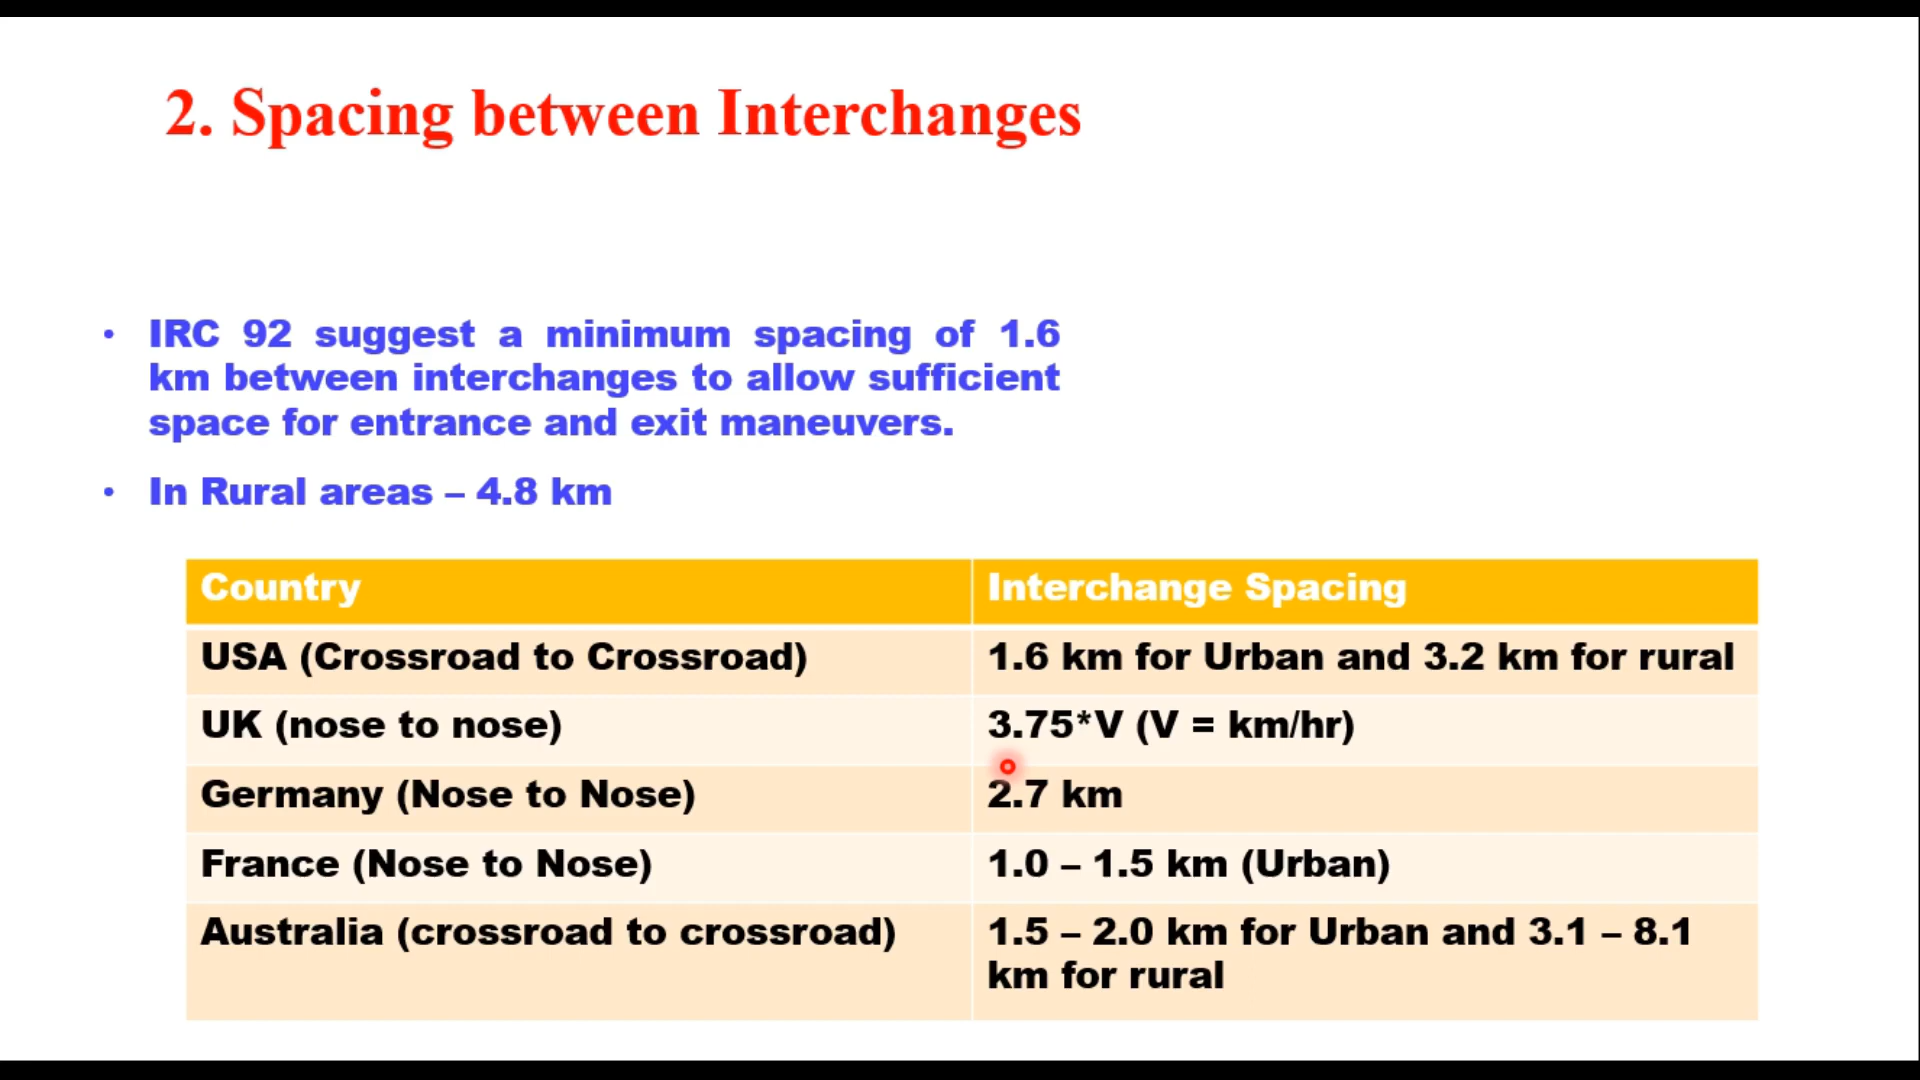 2. Spacing between Interchanges
• IRC 92 suggest a minimum spacing of 1.6
km between interchanges to allow sufficient
space for entrance and exit maneuvers.
• In Rural areas – 4.8 km
Country Interchange Spacing
USA (Crossroad to Crossroad) 1.6 km for Urban and 3.2 km for rural
UK (nose to nose) 3.75*V (V = km/hr)
Germany (Nose to Nose) 2.7 km
France (Nose to Nose) 1.0 – 1.5 km (Urban)
Australia (crossroad to crossroad) 1.5 – 2.0 km for Urban and 3.1 – 8.1
km for rural